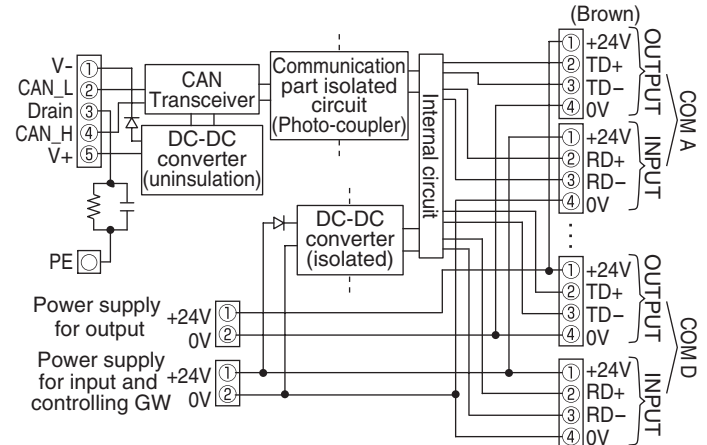 (Brown)
V-
CAN_L
Drain
CAN_H
V+
①
②
③
④
⑤
CAN
Transceiver
DC-DC
converter
(uninsulation)
Communication
part isolated
circuit
(Photo-coupler)
Internal circuit
DC-DC
converter
(isolated)
PE
Power supply
for output
+24V ①
0V ②
Power supply
for input and
controlling GW
+24V ①
0V ②
① +24V
② TD+
③ TD−
④ 0V
OUTPUT
① +24V
② RD+
③ RD−
④ 0V
INPUT
COM A
① +24V
② TD+
③ TD−
④ 0V
OUTPUT
① +24V
② RD+
③ RD−
④ 0V
INPUT
COM D